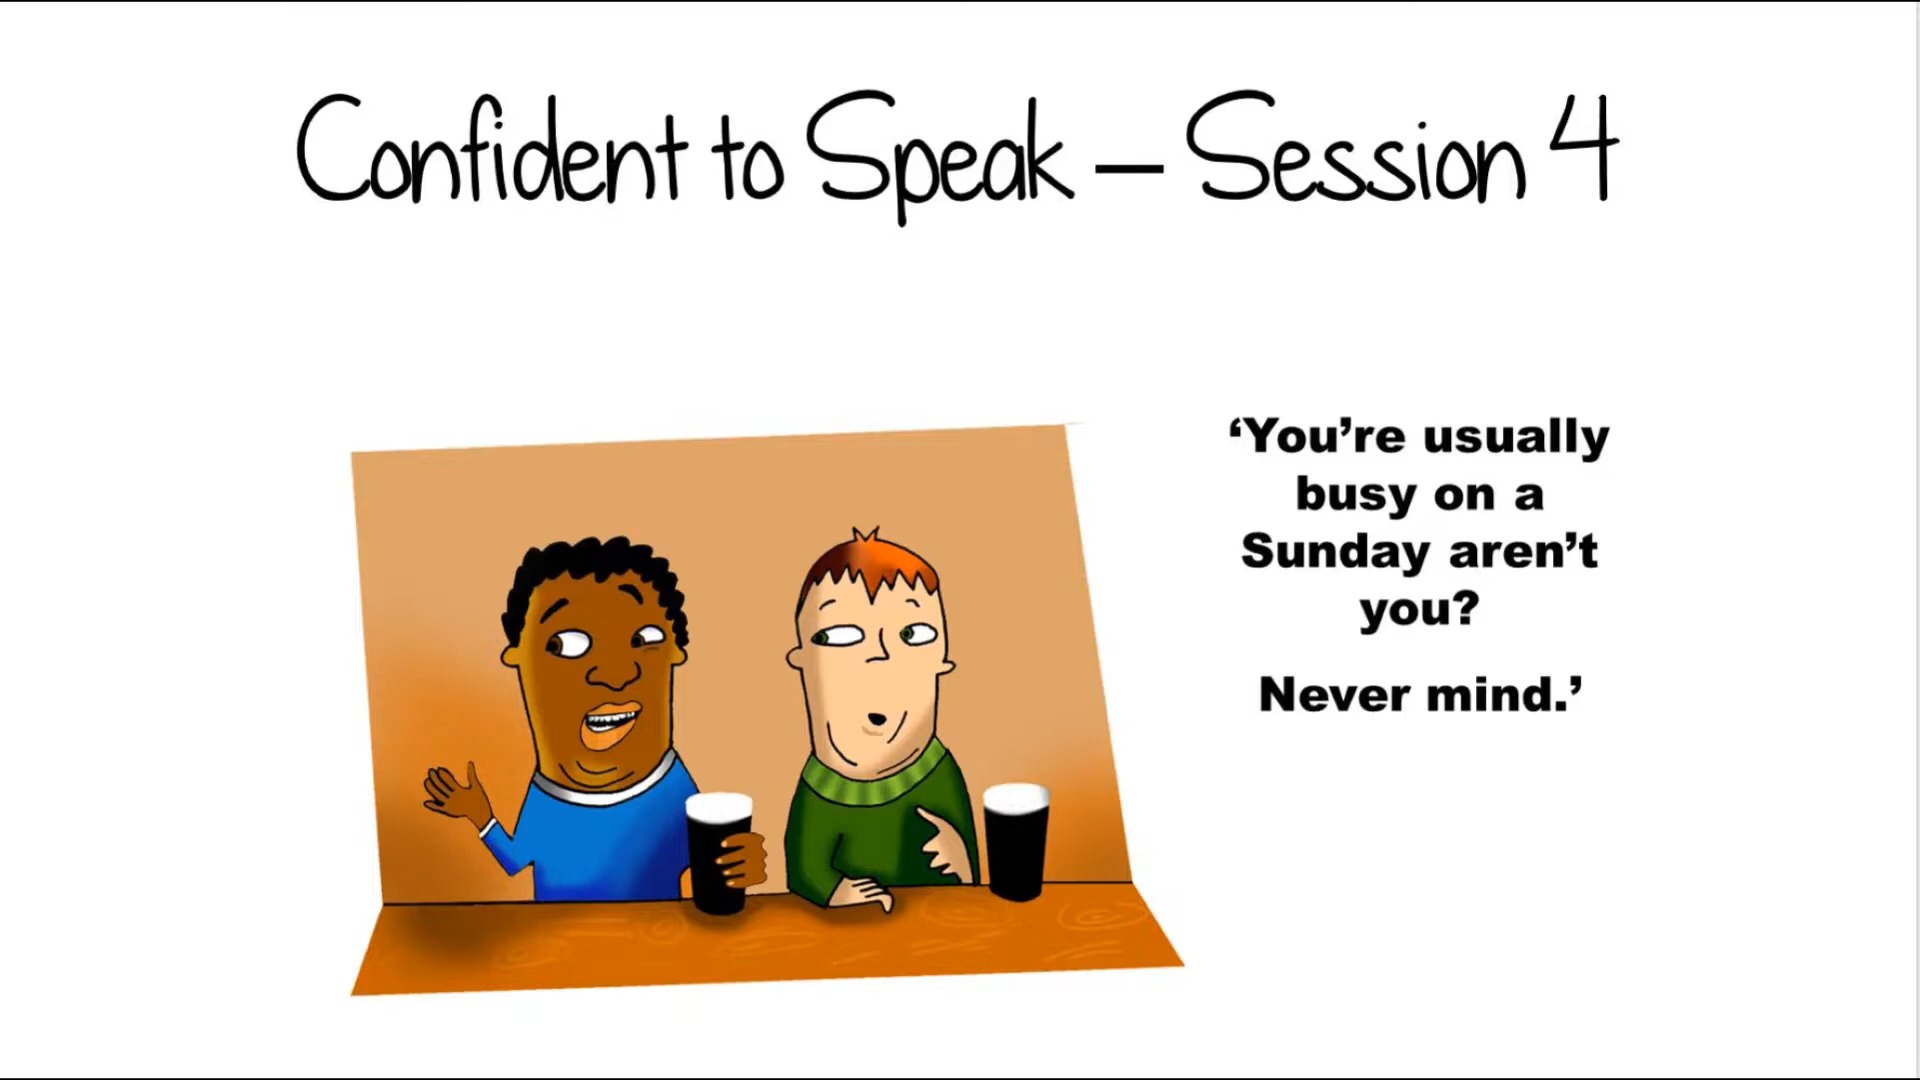 Confident to Speak – Session 4
‘You’re usually
busy on a
Sunday aren’t
you?
Never mind.’